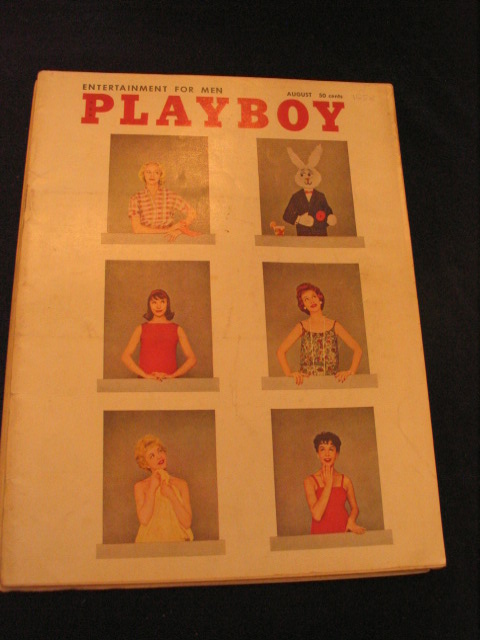 ENTERTAINMENT FOR MEN
AUGUST 50 cents
PLAYBOY